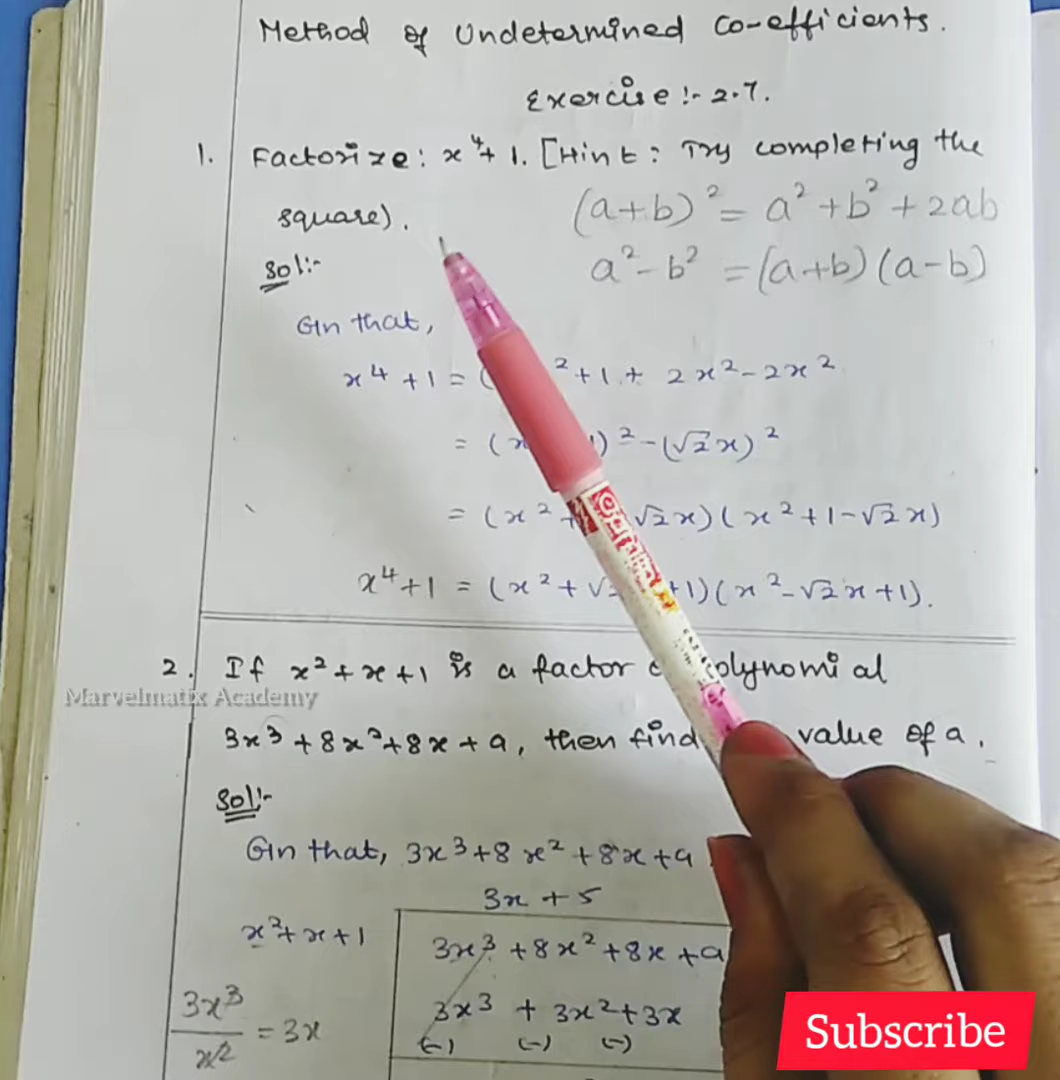 Method of Undetermined Co-efficients.
Exercise :- 2.7.
1. Factorize : x⁴ + 1. [Hint : Try completing the
square).
(a+b)² = a² + b² + 2ab
a² - b² = (a+b) (a-b)
Sol:-
Gn that,
x⁴ + 1 = ( ² + 1 + 2x² - 2x²
= (x )² - (√2x)²
= (x² + √2x) (x² + 1 - √2x)
x⁴ + 1 = (x² + √2 +1) (x² - √2x + 1).
2. If x² + x + 1 is a factor polynomial
Marvelmatix Academy
3x³ + 8x² + 8x + a, then find value of a.
Sol:-
Gn that, 3x³ + 8x² + 8x + a
3x + 5
x² + x + 1
3x³ + 8x² + 8x + a
3x³ + 3x² + 3x
(-) (-) (-)
3x³/x² = 3x
Subscribe